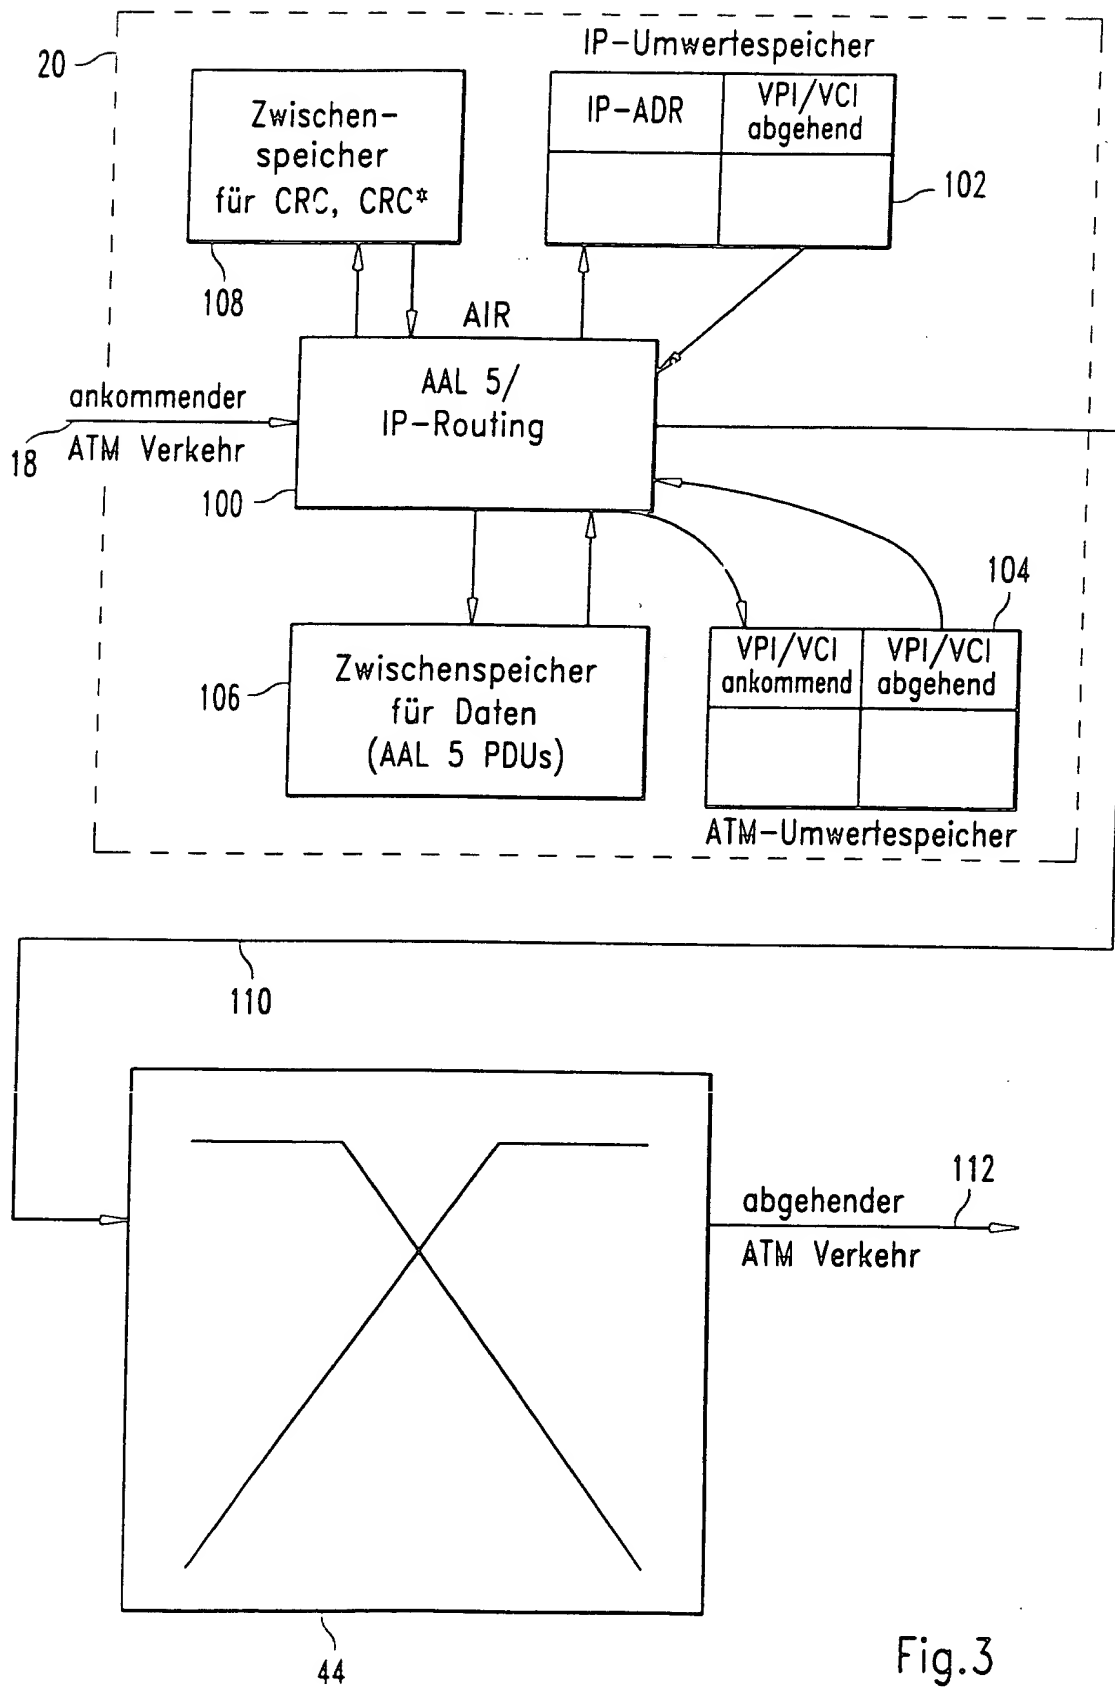 20
IP-Umwertespeicher
Zwischen-
speicher
für CRC, CRC*
IP-ADR
VPI/VCI
abgehend
102
108
AIR
AAL 5/
IP-Routing
ankommender
18
ATM Verkehr
100
104
VPI/VCI
ankommend
VPI/VCI
abgehend
106
Zwischenspeicher
für Daten
(AAL 5 PDUs)
ATM-Umwertespeicher
110
112
abgehender
ATM Verkehr
44
Fig.3